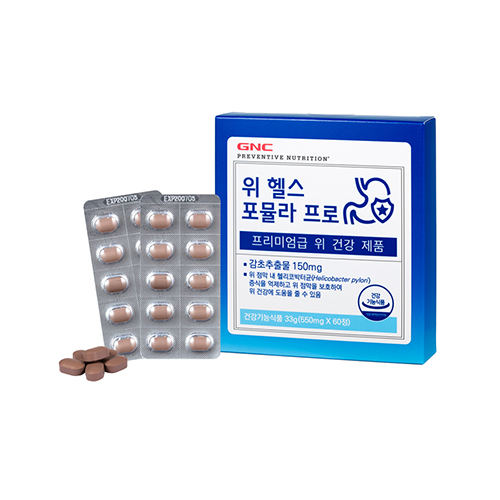 GNC
PREVENTIVE NUTRITION®
위 헬스
포뮬라 프로
프리미엄급 위 건강 제품
• 감초추출물 150mg
• 위 점막 내 헬리코박터균(Helicobacter pylori)
증식을 억제하고 위 점막을 보호하여
위 건강에 도움을 줄 수 있음
건강
기능식품
건강기능식품 33g(550mg X 60정)
EXP200703
EXP200703